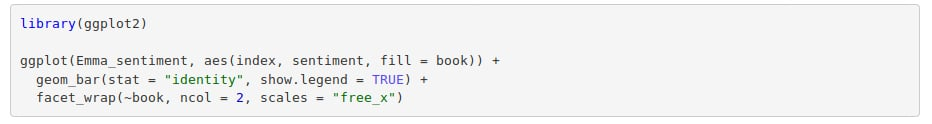 library(ggplot2)
ggplot(Emma_sentiment, aes(index, sentiment, fill = book)) +
  geom_bar(stat = "identity", show.legend = TRUE) +
  facet_wrap(~book, ncol = 2, scales = "free_x")